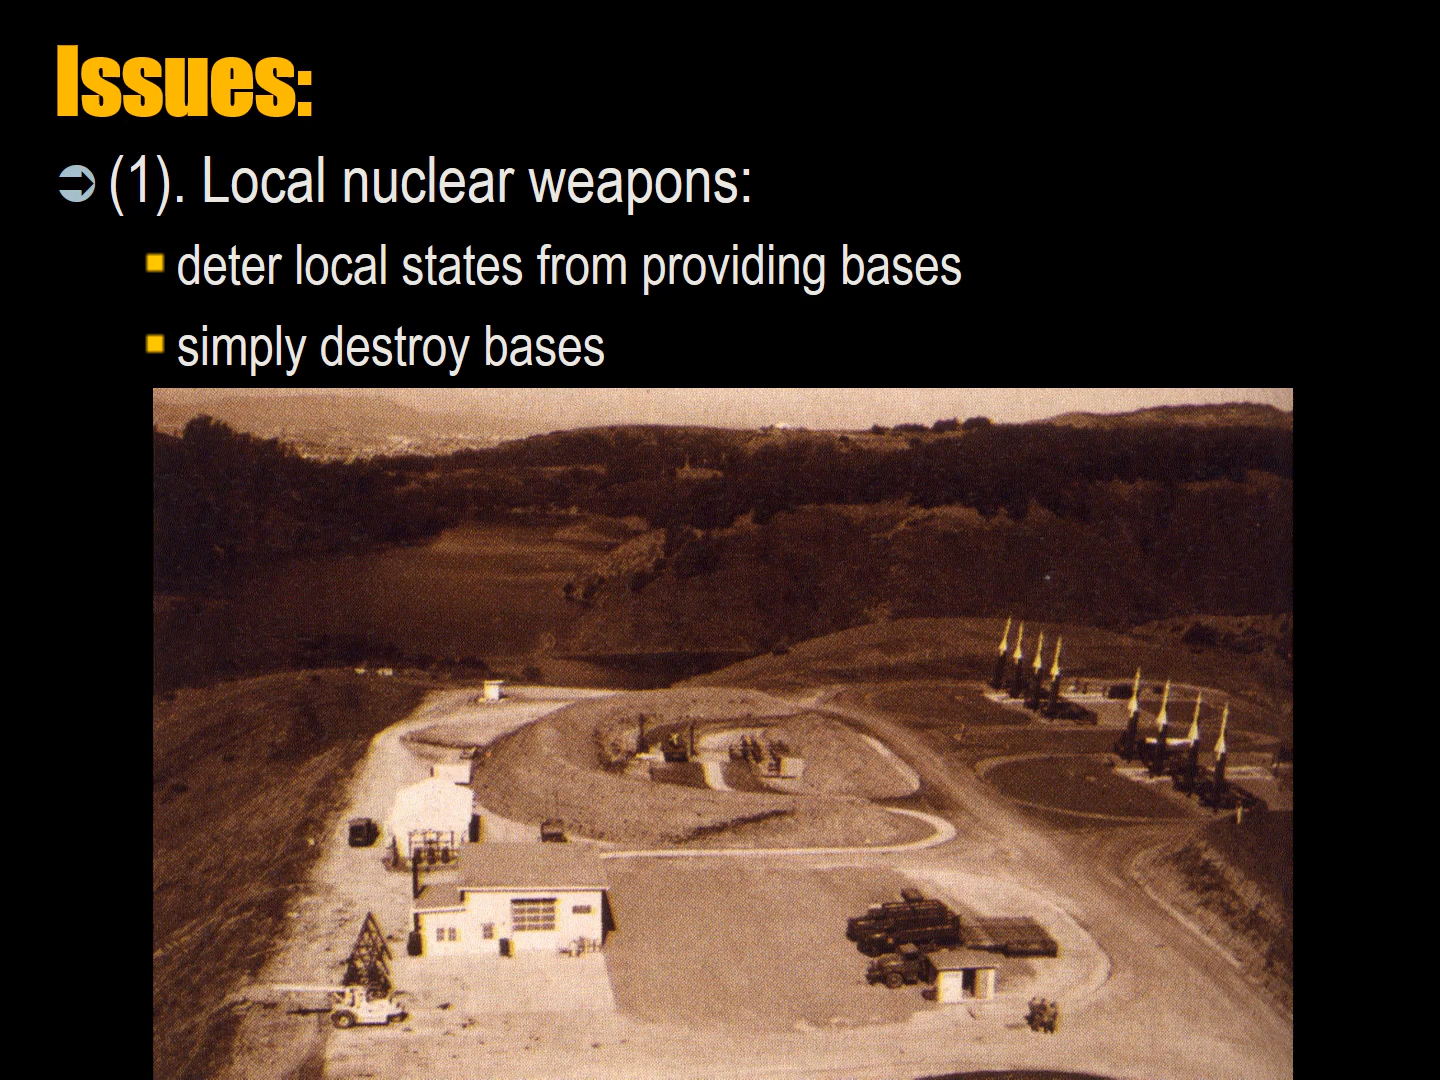 Issues:
(1). Local nuclear weapons:
deter local states from providing bases
simply destroy bases